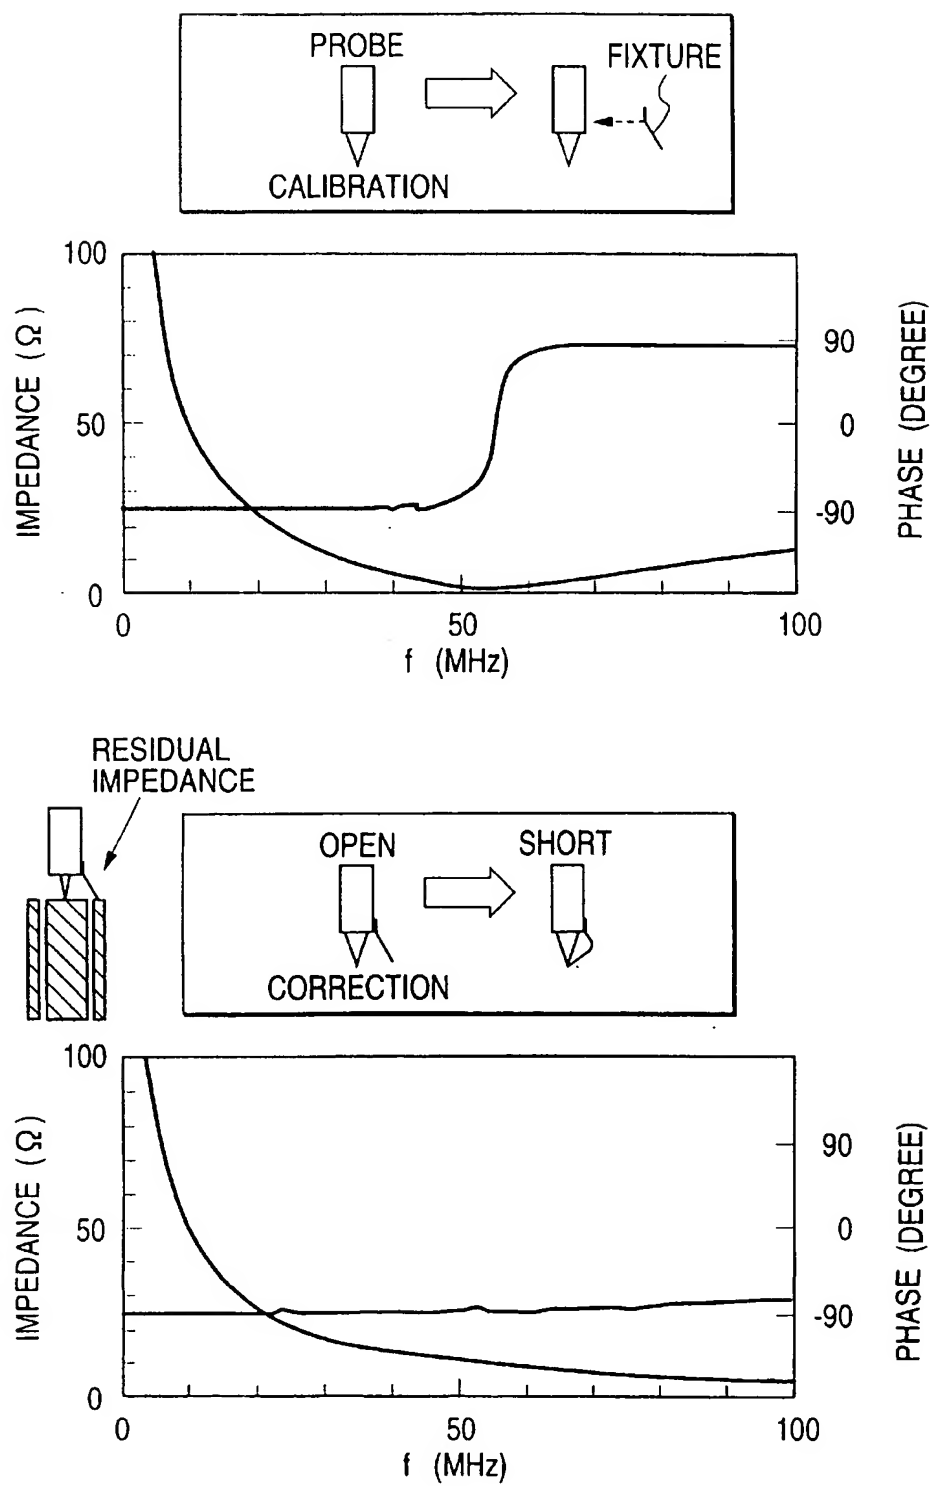 PROBE
FIXTURE
CALIBRATION
100
50
0
IMPEDANCE (Ω)
90
0
-90
PHASE (DEGREE)
0
50
100
f (MHz)
RESIDUAL
IMPEDANCE
OPEN
SHORT
CORRECTION
100
50
0
IMPEDANCE (Ω)
90
0
-90
PHASE (DEGREE)
0
50
100
f (MHz)